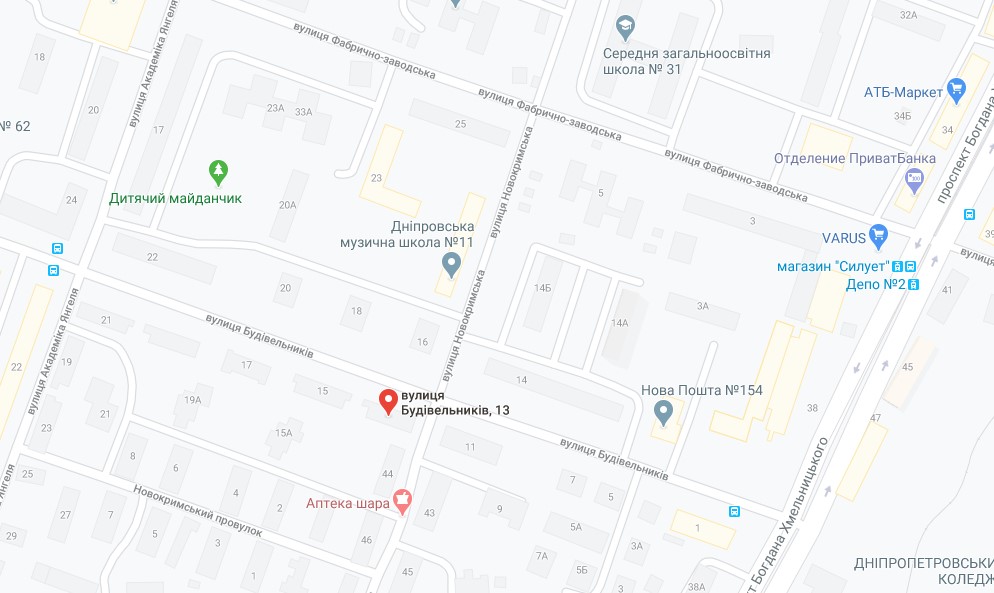 32А
вулиця Академіка Янгеля
вулиця Фабрично-заводська
Середня загальноосвітня
школа № 31
18
АТБ-Маркет
20
23А
33А
вулиця Фабрично-заводська
34Б
34
№ 62
17
25
Отделение ПриватБанка
проспект Богдана
вулиця Фабрично-заводська
вулиця Новокримська
Дитячий майданчик
24
20А
23
5
3
Дніпровська
музична школа №11
VARUS
39
22
магазин "Силует"
Депо №2
вулиця
20
14Б
41
18
3А
21
14А
вулиця Будівельників
16
вулиця Новокримська
вулиця Академіка Янгеля
19
22
17
14
45
15
Нова Пошта №154
19А
вулиця
Будівельників, 13
38
21
47
23
15А
11
вулиця Будівельників
8
6
25
44
7
4
5
Новокримський провулок
2
Аптека шара
9
27
7
43
5А
1
29
5
3
46
3А
7А
5Б
1
45
38А
Янгеля
Богдана Хмельницького
ДНІПРОПЕТРОВСЬКИ
КОЛЕДЖ